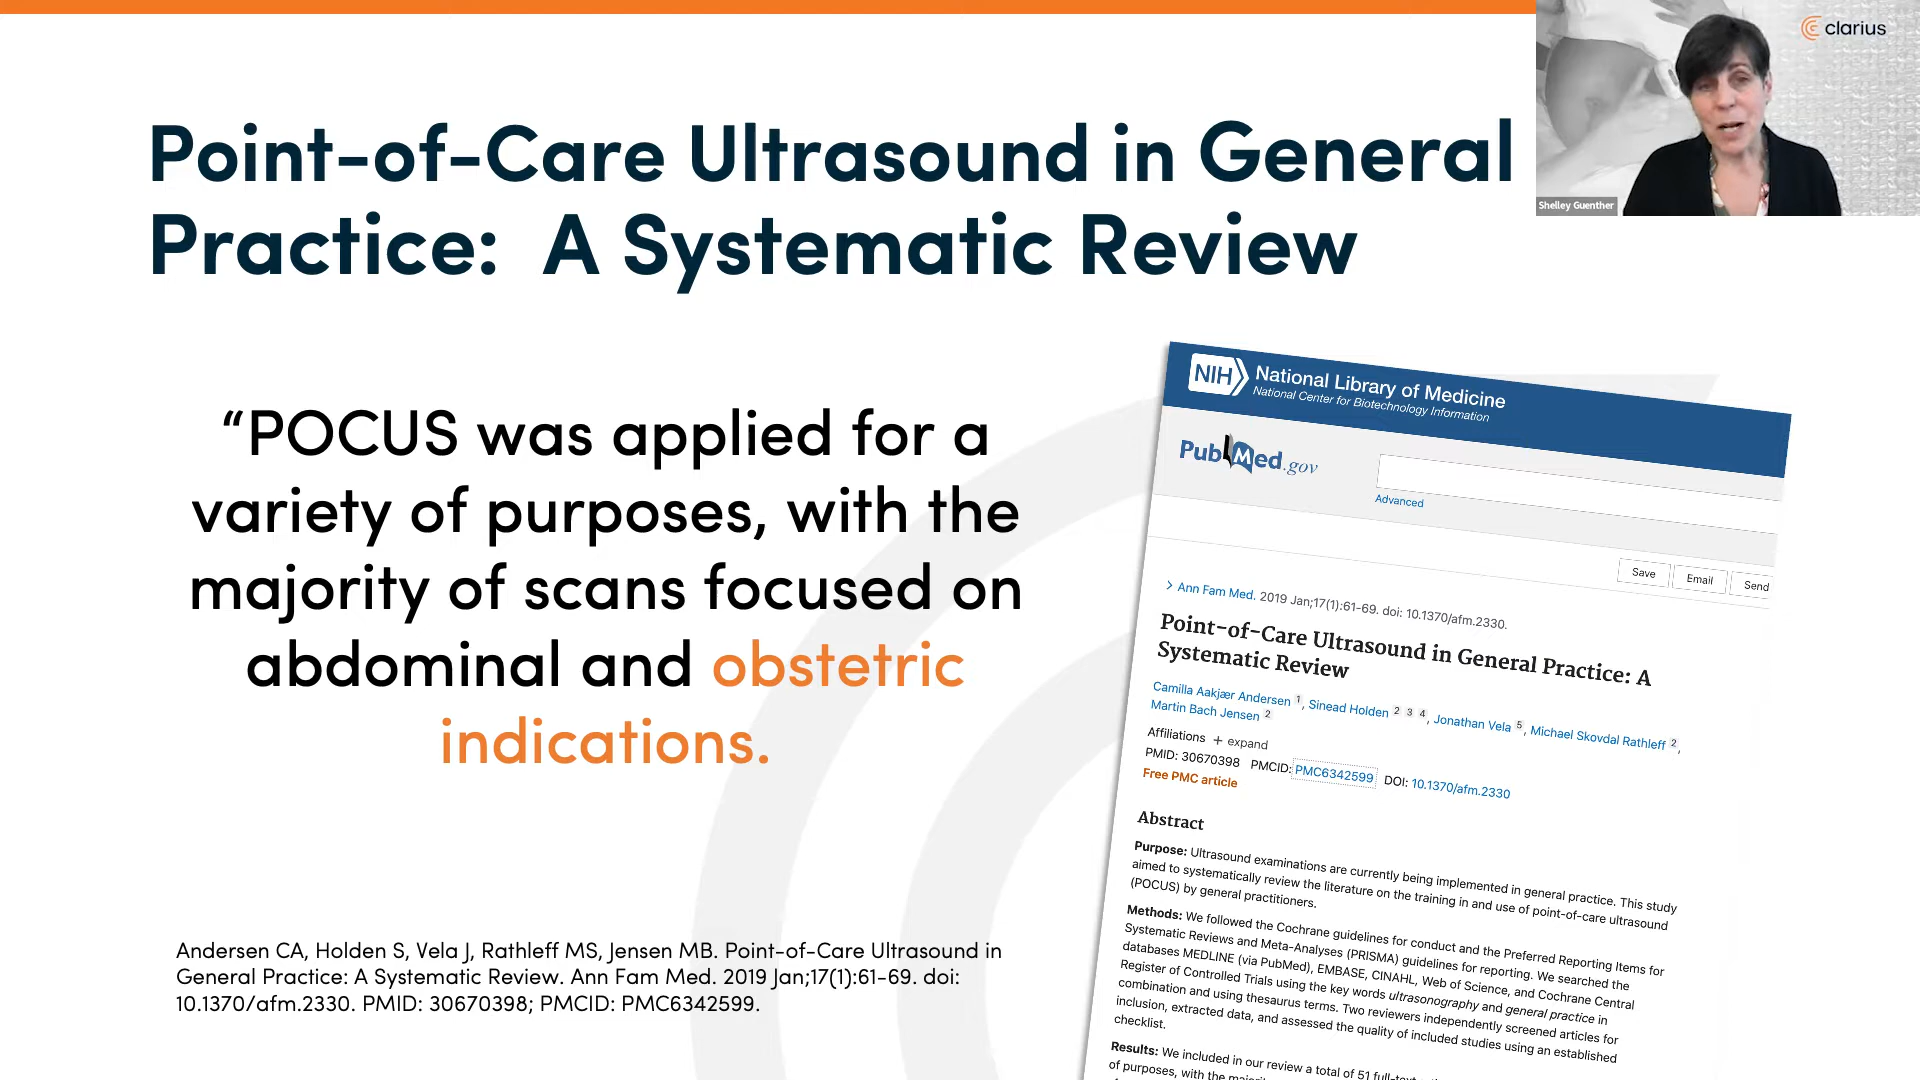 clarius
Shelley Guenther
Point-of-Care Ultrasound in General
Practice: A Systematic Review
“POCUS was applied for a
variety of purposes, with the
majority of scans focused on
abdominal and obstetric
indications.
Andersen CA, Holden S, Vela J, Rathleff MS, Jensen MB. Point-of-Care Ultrasound in
General Practice: A Systematic Review. Ann Fam Med. 2019 Jan;17(1):61-69. doi:
10.1370/afm.2330. PMID: 30670398; PMCID: PMC6342599.
NIH National Library of Medicine
National Center for Biotechnology Information
PubMed.gov
Advanced
Save Email Send
> Ann Fam Med. 2019 Jan;17(1):61-69. doi: 10.1370/afm.2330.
Point-of-Care Ultrasound in General Practice: A
Systematic Review
Camilla Aakjær Andersen 1, Sinead Holden 2 3 4, Jonathan Vela 5, Michael Skovdal Rathleff 2,
Martin Bach Jensen 2
Affiliations + expand
PMID: 30670398 PMCID: PMC6342599 DOI: 10.1370/afm.2330
Free PMC article
Abstract
Purpose: Ultrasound examinations are currently being implemented in general practice. This study
aimed to systematically review the literature on the training in and use of point-of-care ultrasound
(POCUS) by general practitioners.
Methods: We followed the Cochrane guidelines for conduct and the Preferred Reporting Items for
Systematic Reviews and Meta-Analyses (PRISMA) guidelines for reporting. We searched the
databases MEDLINE (via PubMed), EMBASE, CINAHL, Web of Science, and Cochrane Central
Register of Controlled Trials using the key words ultrasonography and general practice in
combination and using thesaurus terms. Two reviewers independently screened articles for
inclusion, extracted data, and assessed the quality of included studies using an established
checklist.
Results: We included in our review a total of 51 full-text
of purposes, with the